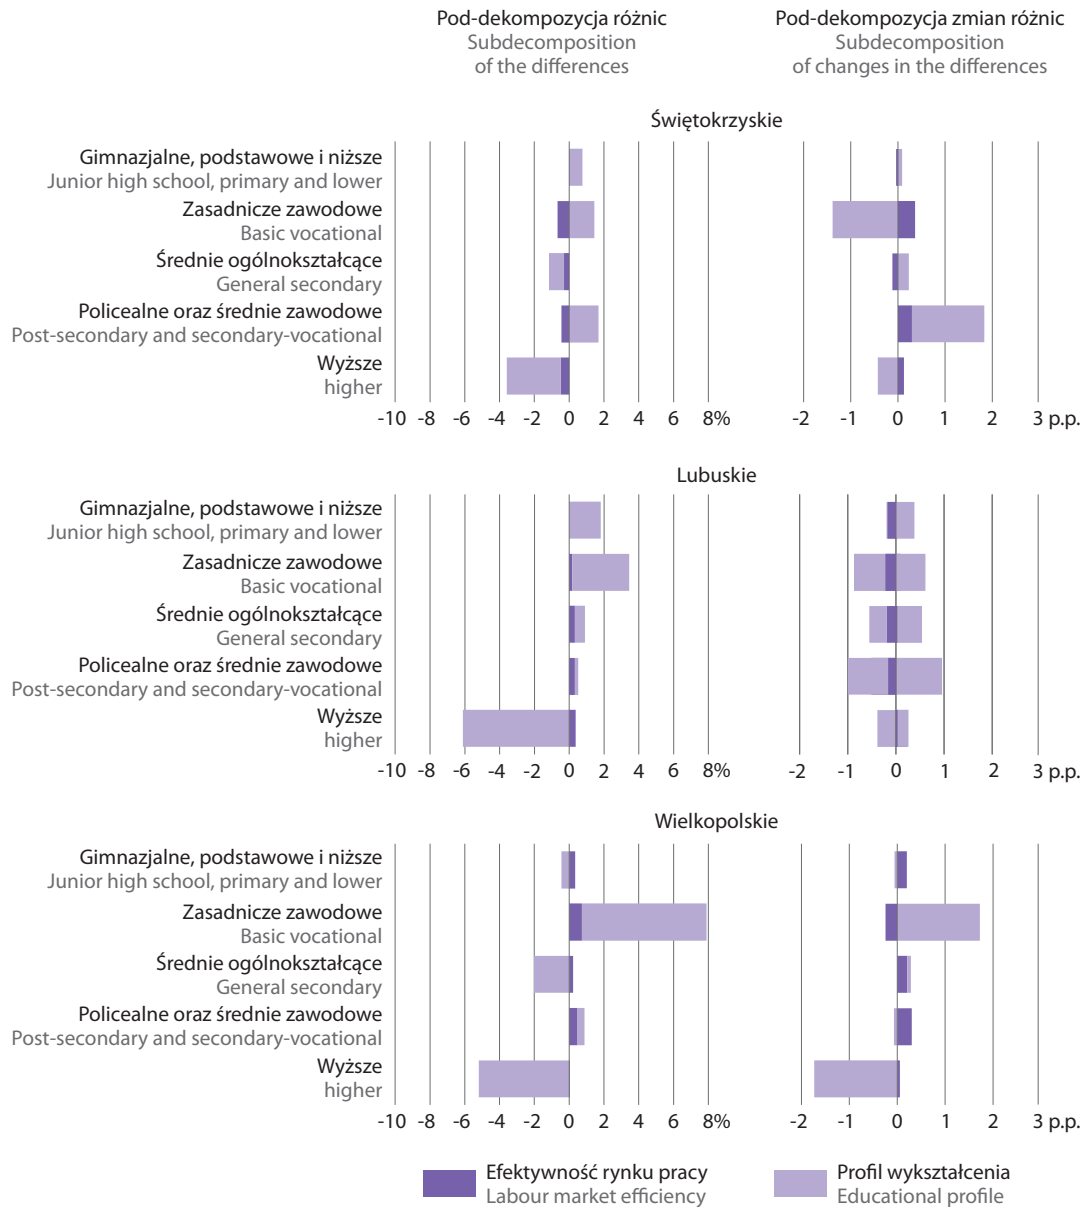 Pod-dekompozycja różnic
Subdecomposition
of the differences
Pod-dekompozycja zmian różnic
Subdecomposition
of changes in the differences
Świętokrzyskie
Gimnazjalne, podstawowe i niższe
Junior high school, primary and lower
Zasadnicze zawodowe
Basic vocational
Średnie ogólnokształcące
General secondary
Policealne oraz średnie zawodowe
Post-secondary and secondary-vocational
Wyższe
higher
-10 -8 -6 -4 -2 0 2 4 6 8%
-2 -1 0 1 2 3 p.p.
Lubuskie
Gimnazjalne, podstawowe i niższe
Junior high school, primary and lower
Zasadnicze zawodowe
Basic vocational
Średnie ogólnokształcące
General secondary
Policealne oraz średnie zawodowe
Post-secondary and secondary-vocational
Wyższe
higher
-10 -8 -6 -4 -2 0 2 4 6 8%
-2 -1 0 1 2 3 p.p.
Wielkopolskie
Gimnazjalne, podstawowe i niższe
Junior high school, primary and lower
Zasadnicze zawodowe
Basic vocational
Średnie ogólnokształcące
General secondary
Policealne oraz średnie zawodowe
Post-secondary and secondary-vocational
Wyższe
higher
-10 -8 -6 -4 -2 0 2 4 6 8%
-2 -1 0 1 2 3 p.p.
Efektywność rynku pracy
Labour market efficiency
Profil wykształcenia
Educational profile